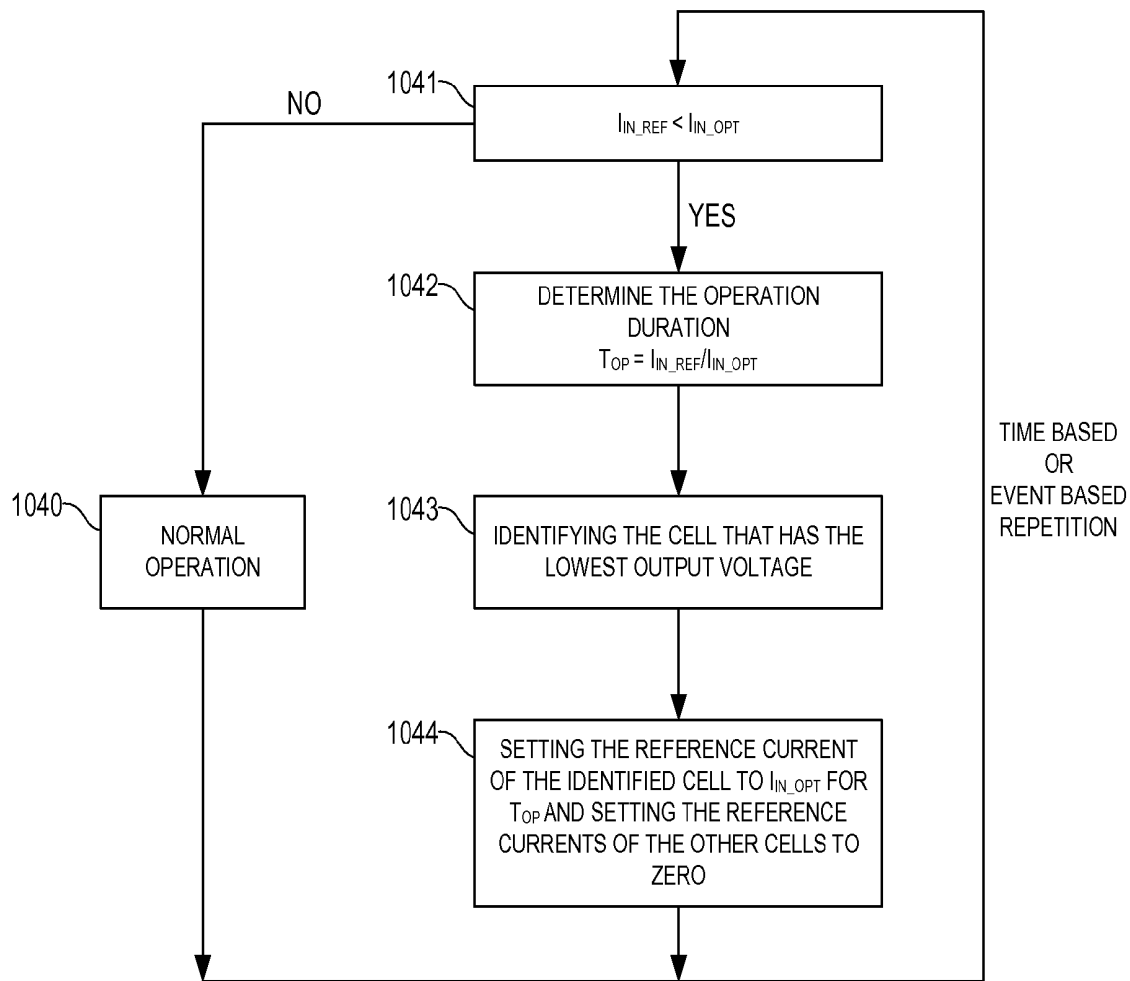 1041
I_IN_REF < I_IN_OPT
NO
YES
1042
DETERMINE THE OPERATION
DURATION
T_OP = I_IN_REF/I_IN_OPT
TIME BASED
OR
EVENT BASED
REPETITION
1040
NORMAL
OPERATION
1043
IDENTIFYING THE CELL THAT HAS THE
LOWEST OUTPUT VOLTAGE
1044
SETTING THE REFERENCE CURRENT
OF THE IDENTIFIED CELL TO I_IN_OPT FOR
T_OP AND SETTING THE REFERENCE
CURRENTS OF THE OTHER CELLS TO
ZERO